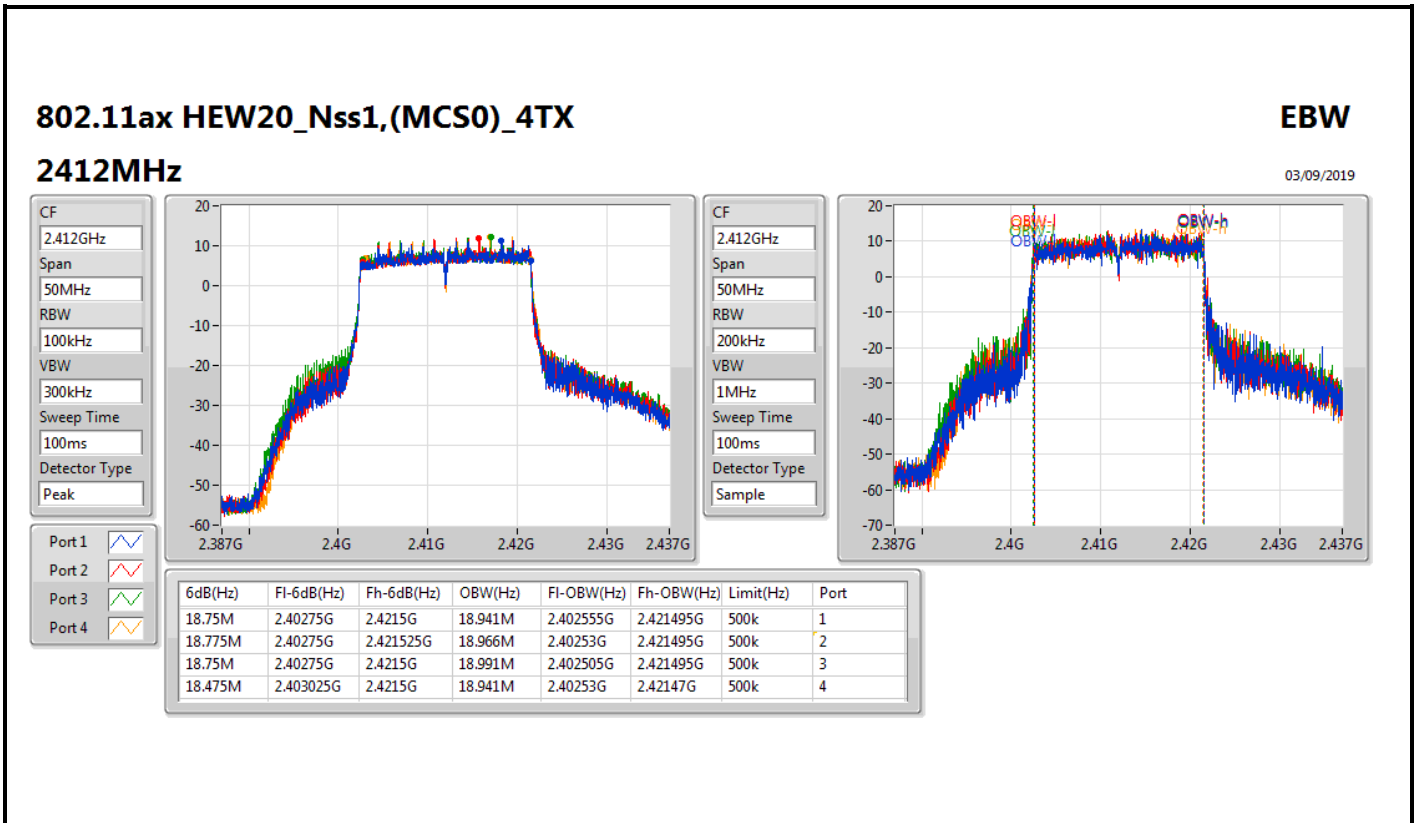 802.11ax HEW20_Nss1,(MCS0)_4TX
EBW
2412MHz
03/09/2019
CF
2.412GHz
Span
50MHz
RBW
100kHz
VBW
300kHz
Sweep Time
100ms
Detector Type
Peak
20
10
0
-10
-20
-30
-40
-50
-60
2.387G 2.4G 2.41G 2.42G 2.43G 2.437G
CF
2.412GHz
Span
50MHz
RBW
200kHz
VBW
1MHz
Sweep Time
100ms
Detector Type
Sample
20
10
0
-10
-20
-30
-40
-50
-60
-70
OBW-l
OBW-h
2.387G 2.4G 2.41G 2.42G 2.43G 2.437G
Port 1
Port 2
Port 3
Port 4
6dB(Hz) Fl-6dB(Hz) Fh-6dB(Hz) OBW(Hz) Fl-OBW(Hz) Fh-OBW(Hz) Limit(Hz) Port
18.75M 2.40275G 2.4215G 18.941M 2.402555G 2.421495G 500k 1
18.775M 2.40275G 2.421525G 18.966M 2.40253G 2.421495G 500k 2
18.75M 2.40275G 2.4215G 18.991M 2.402505G 2.421495G 500k 3
18.475M 2.403025G 2.4215G 18.941M 2.40253G 2.42147G 500k 4